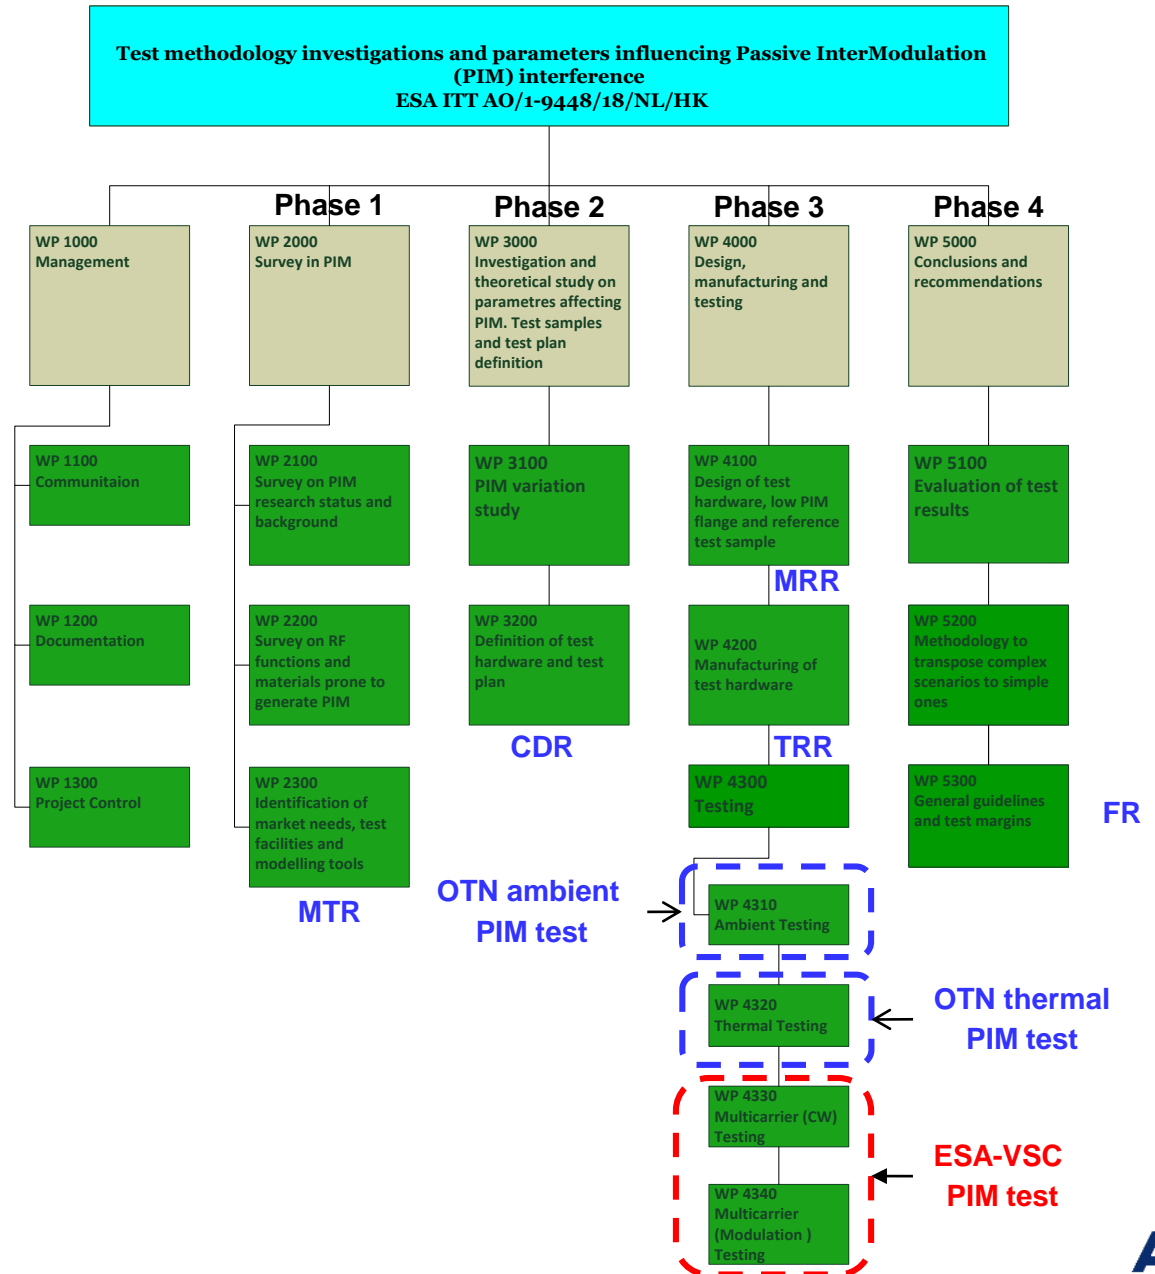 Test methodology investigations and parameters influencing Passive InterModulation
(PIM) interference
ESA ITT AO/1-9448/18/NL/HK
Phase 1
Phase 2
Phase 3
Phase 4
WP 1000
Management
WP 2000
Survey in PIM
WP 3000
Investigation and
theoretical study on
parametres affecting
PIM. Test samples
and test plan
definition
WP 4000
Design,
manufacturing and
testing
WP 5000
Conclusions and
recommendations
WP 1100
Communitaion
WP 2100
Survey on PIM
research status and
background
WP 3100
PIM variation
study
WP 4100
Design of test
hardware, low PIM
flange and reference
test sample
WP 5100
Evaluation of test
results
MRR
WP 1200
Documentation
WP 2200
Survey on RF
functions and
materials prone to
generate PIM
WP 3200
Definition of test
hardware and test
plan
WP 4200
Manufacturing of
test hardware
WP 5200
Methodology to
transpose complex
scenarios to simple
ones
CDR
TRR
WP 1300
Project Control
WP 2300
Identification of
market needs, test
facilities and
modelling tools
WP 4300
Testing
WP 5300
General guidelines
and test margins
FR
MTR
OTN ambient
PIM test
WP 4310
Ambient Testing
WP 4320
Thermal Testing
OTN thermal
PIM test
WP 4330
Multicarrier (CW)
Testing
ESA-VSC
PIM test
WP 4340
Multicarrier
(Modulation )
Testing